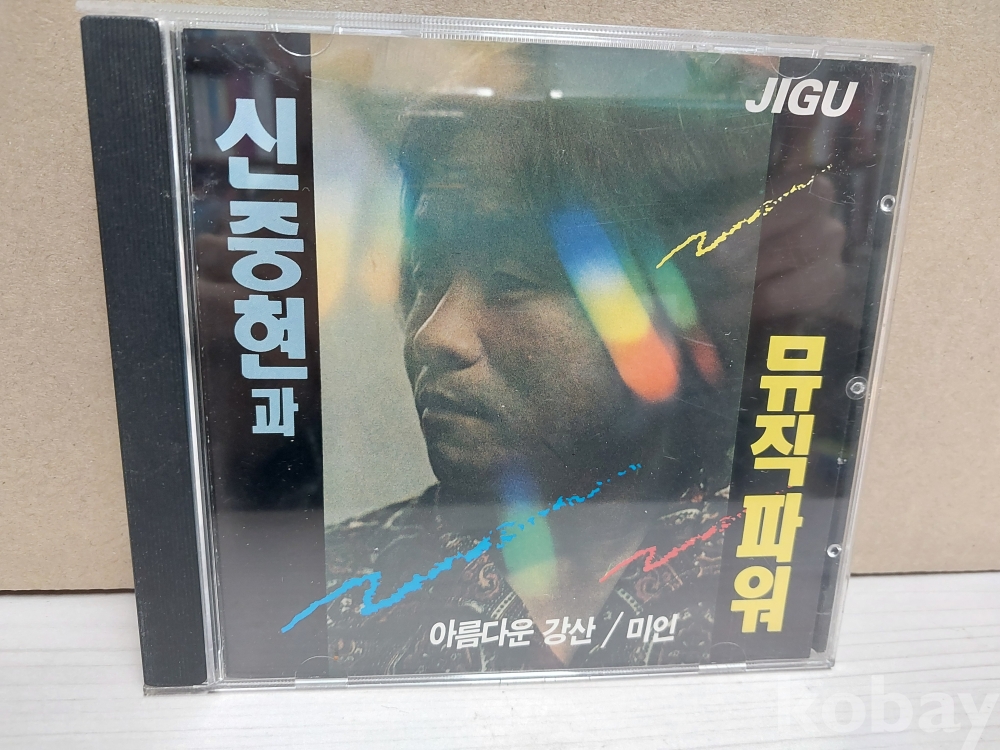 JIGU
신중현과
뮤직파워
아름다운 강산 / 미인
kobay